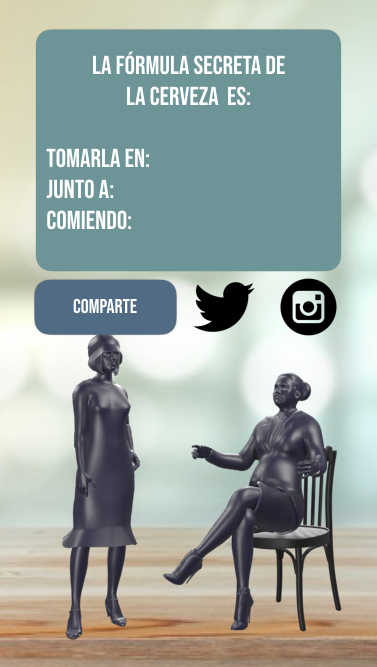 LA FÓRMULA SECRETA DE
LA CERVEZA ES:
TOMARLA EN:
JUNTO A:
COMIENDO:
COMPARTE